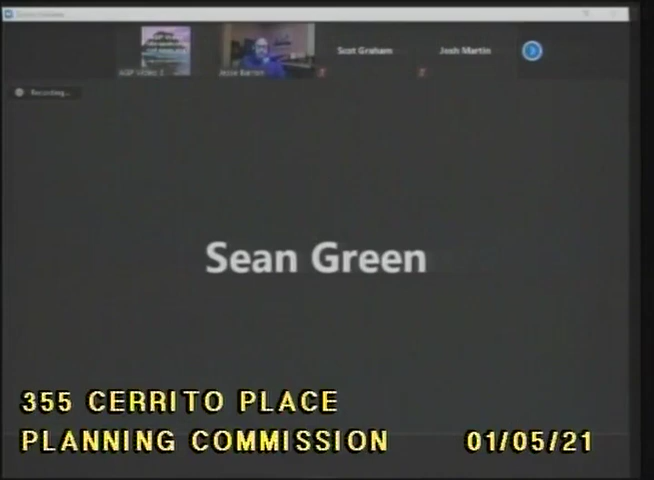 Scot Graham
Josh Martin
Recording...
Sean Green
355 CERRITO PLACE
PLANNING COMMISSION 01/05/21